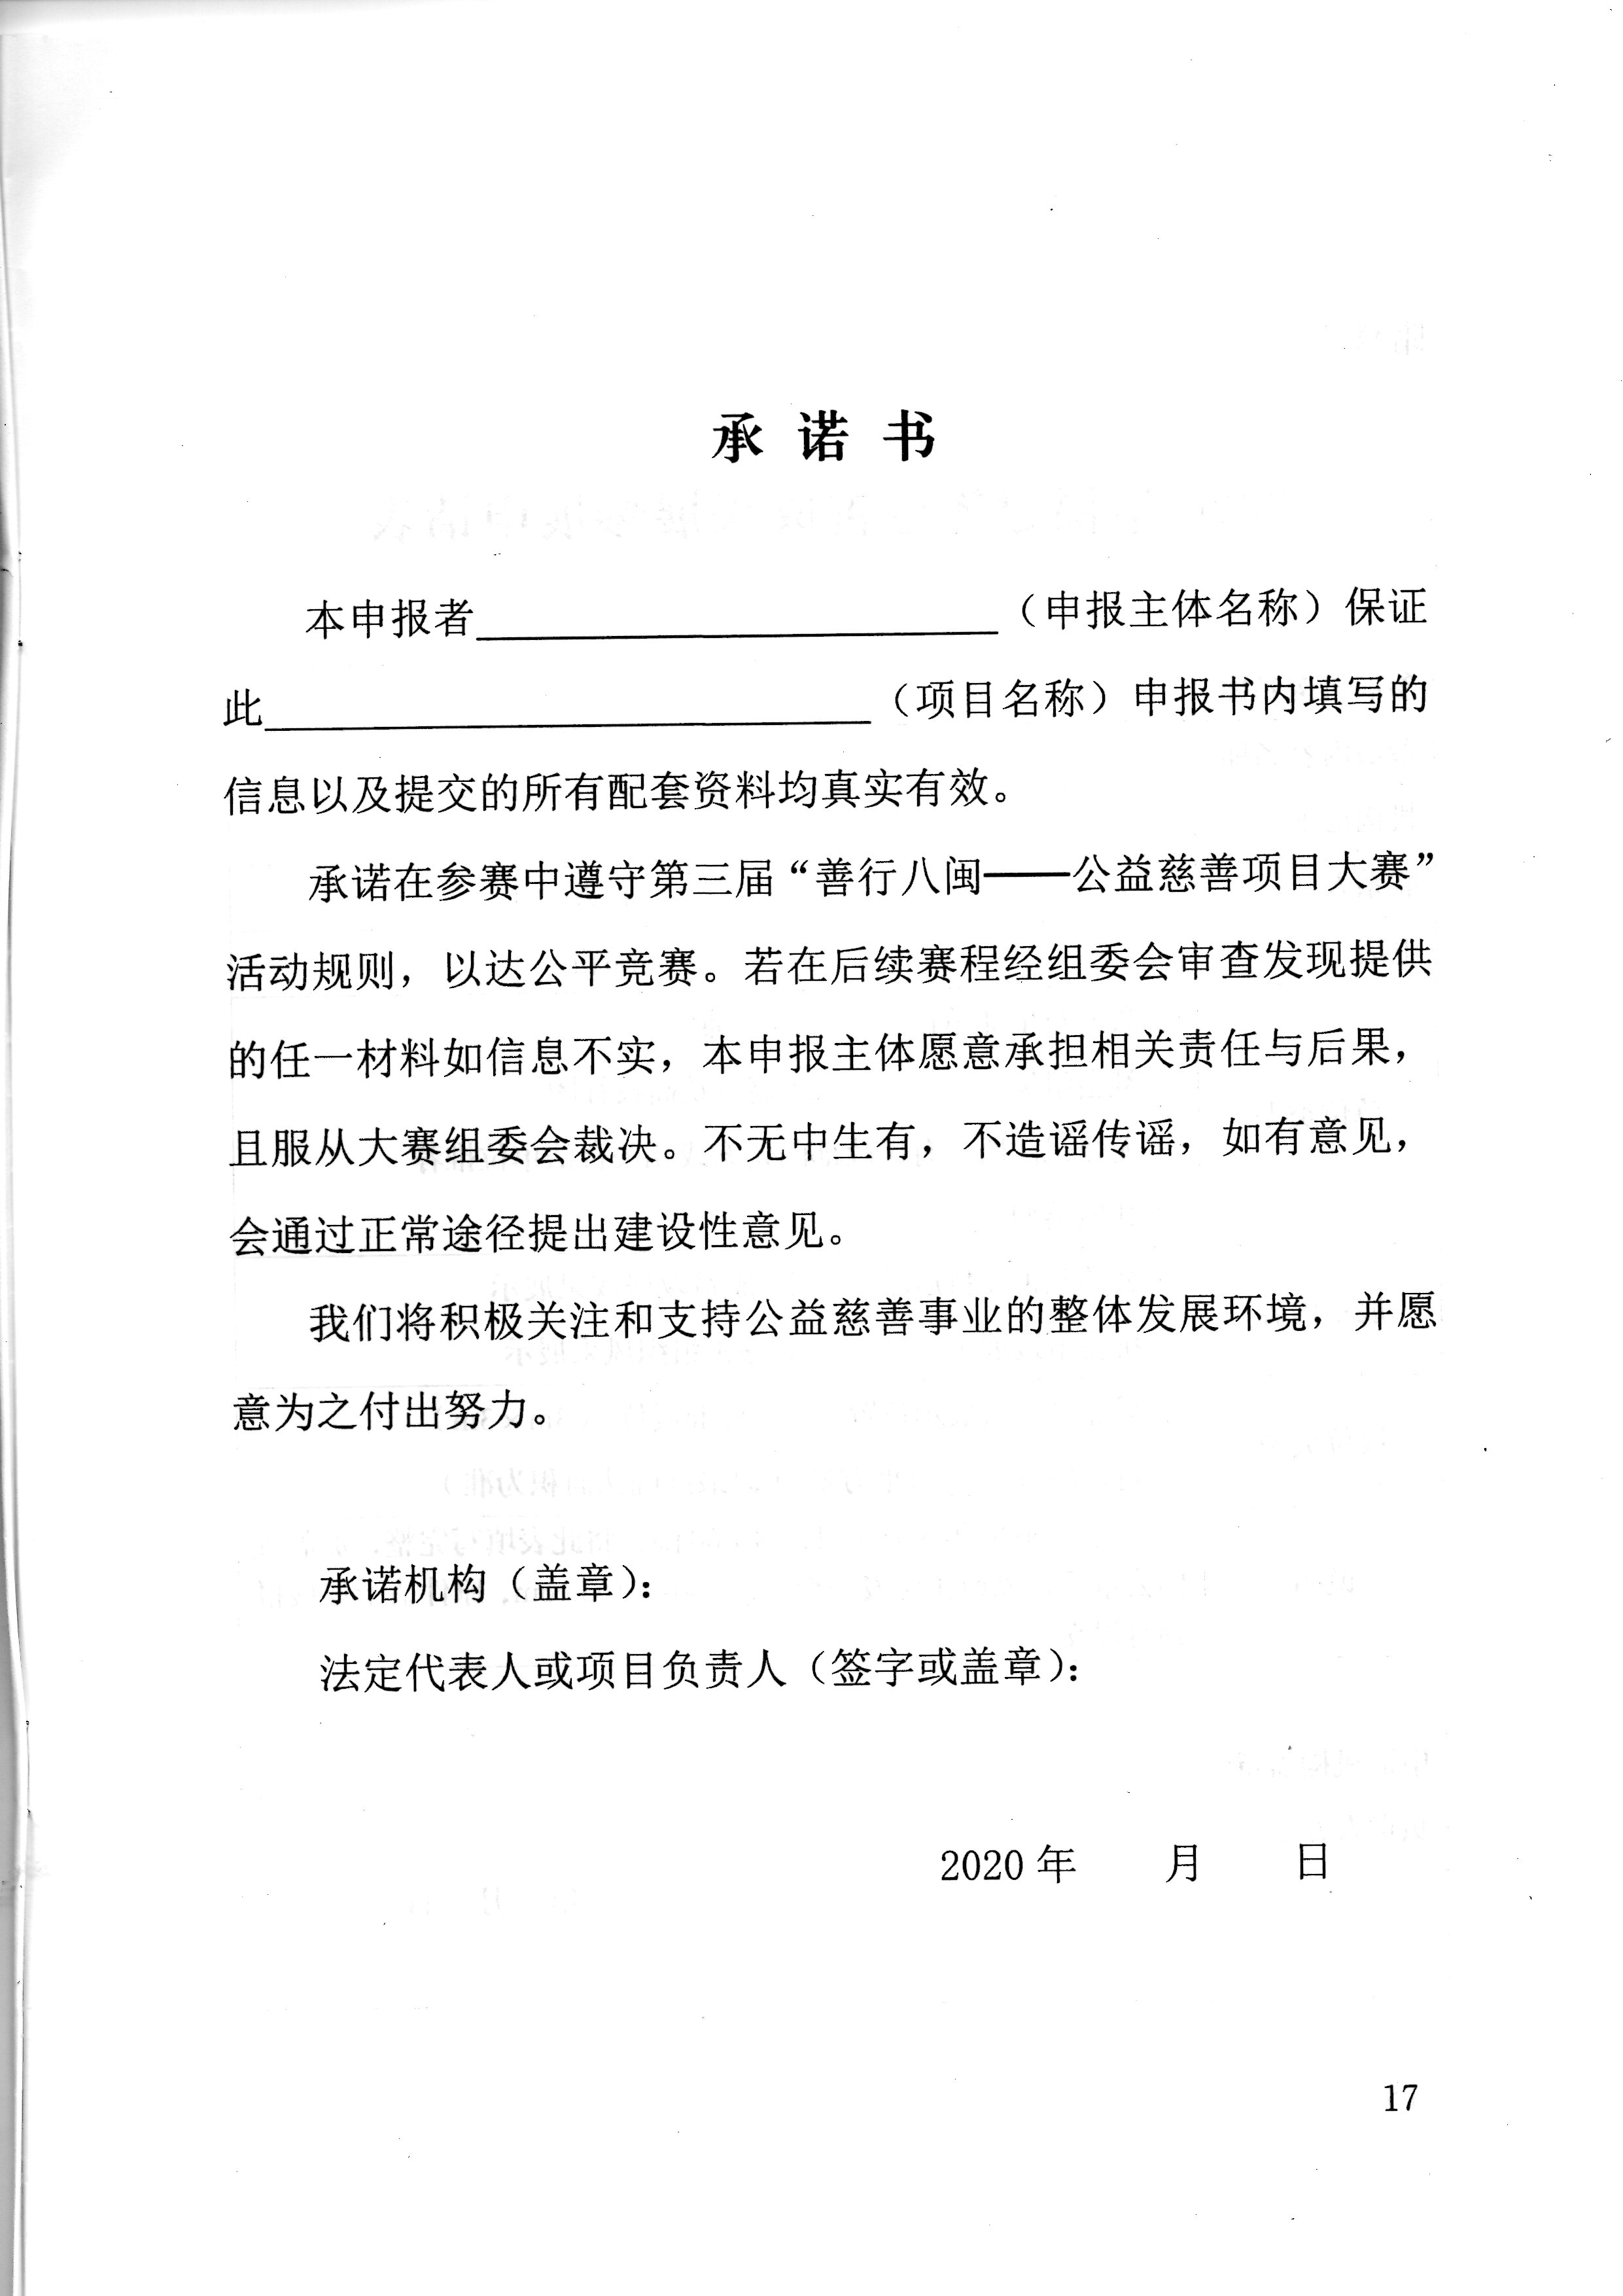 承诺书
本申报者____________________（申报主体名称）保证
此____________________（项目名称）申报书内填写的
信息以及提交的所有配套资料均真实有效。
承诺在参赛中遵守第三届“善行八闽——公益慈善项目大赛”
活动规则，以达公平竞赛。若在后续赛程经组委会审查发现提供
的任一材料如信息不实，本申报主体愿意承担相关责任与后果，
且服从大赛组委会裁决。不无中生有，不造谣传谣，如有意见，
会通过正常途径提出建设性意见。
我们将积极关注和支持公益慈善事业的整体发展环境，并愿
意为之付出努力。
承诺机构（盖章）：
法定代表人或项目负责人（签字或盖章）：
2020 年 月 日
17